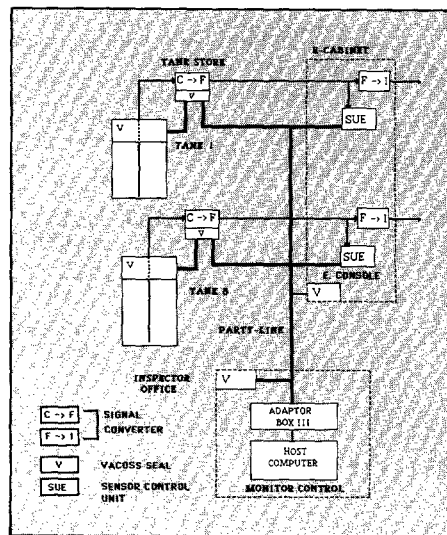 E-CABINET
TANK STORE
C → F
V
F → I
SUE
V
TANK 1
C → F
V
F → I
SUE
V
E. CONSOLE
TANK 8
V
PARTY-LINE
INSPECTOR
OFFICE
V
ADAPTOR
BOX III
HOST
COMPUTER
MONITOR CONTROL
C → F
SIGNAL
F → I
CONVERTER
V
VACOSS SEAL
SUE
SENSOR CONTROL
UNIT